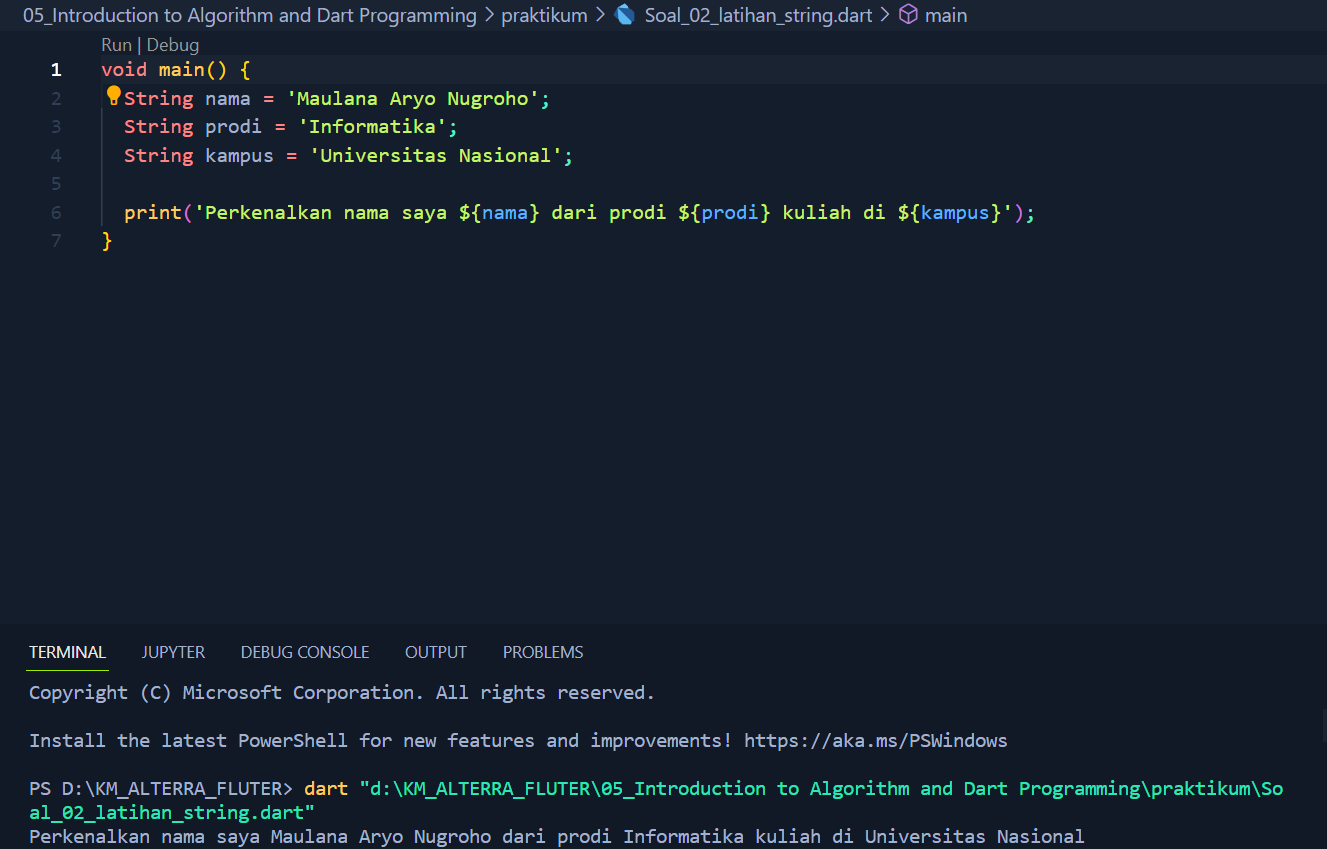 05_Introduction to Algorithm and Dart Programming > praktikum > Soal_02_latihan_string.dart > main
Run | Debug
1 void main() {
2 String nama = 'Maulana Aryo Nugroho';
3 String prodi = 'Informatika';
4 String kampus = 'Universitas Nasional';
5
6 print('Perkenalkan nama saya ${nama} dari prodi ${prodi} kuliah di ${kampus}');
7 }
TERMINAL JUPYTER DEBUG CONSOLE OUTPUT PROBLEMS
Copyright (C) Microsoft Corporation. All rights reserved.
Install the latest PowerShell for new features and improvements! https://aka.ms/PSWindows
PS D:\KM_ALTERRA_FLUTER> dart "d:\KM_ALTERRA_FLUTER\05_Introduction to Algorithm and Dart Programming\praktikum\So
al_02_latihan_string.dart"
Perkenalkan nama saya Maulana Aryo Nugroho dari prodi Informatika kuliah di Universitas Nasional